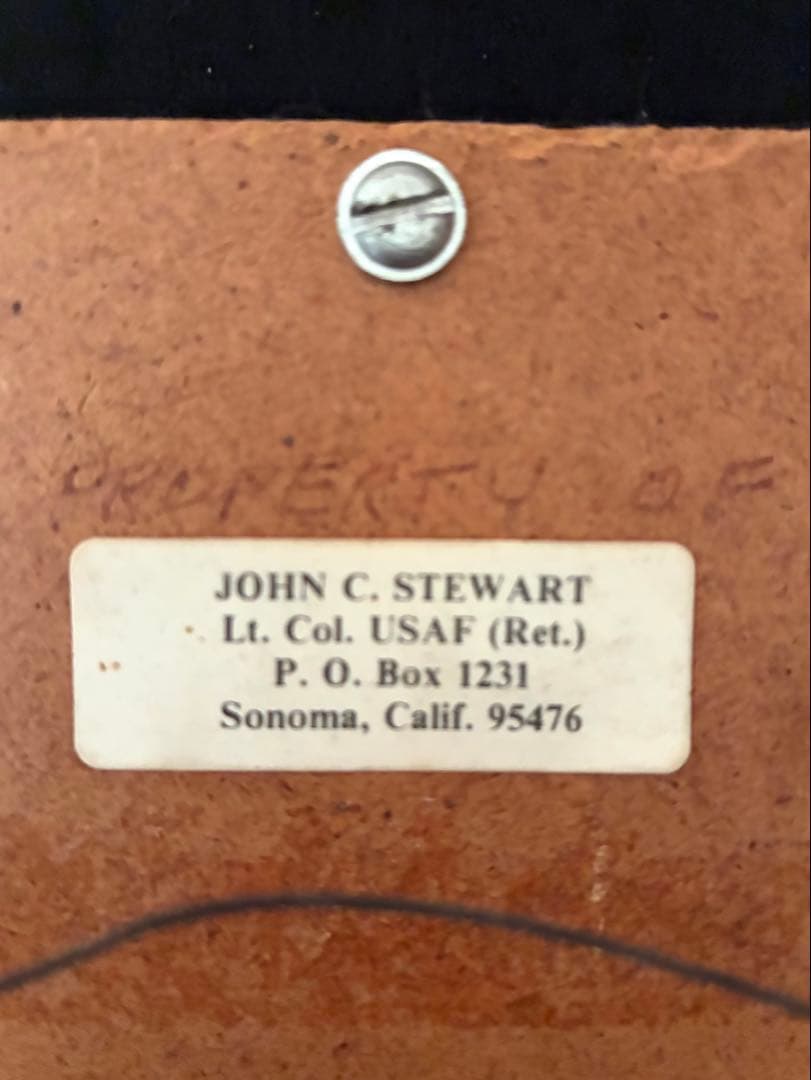 PROPERTY OF
JOHN C. STEWART
Lt. Col. USAF (Ret.)
P. O. Box 1231
Sonoma, Calif. 95476